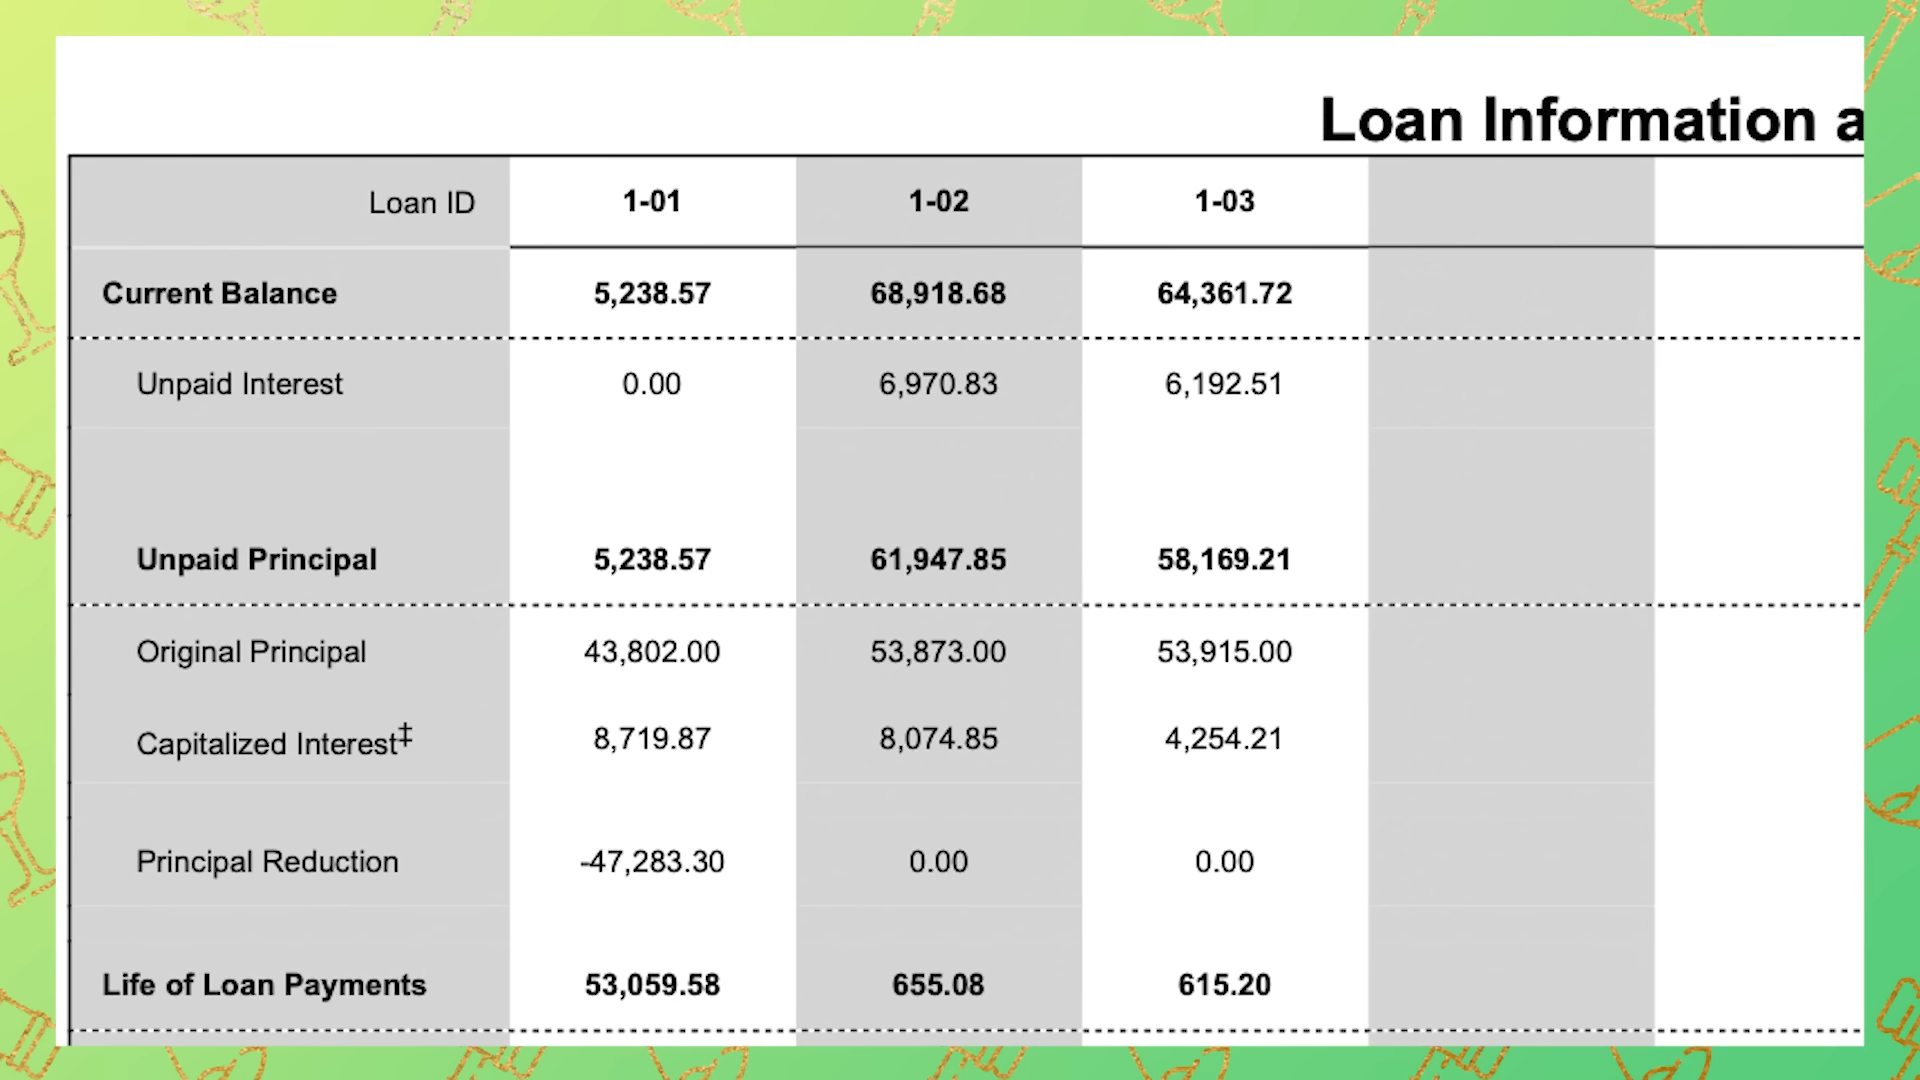 Loan Information a
Loan ID 1-01 1-02 1-03
Current Balance 5,238.57 68,918.68 64,361.72
Unpaid Interest 0.00 6,970.83 6,192.51
Unpaid Principal 5,238.57 61,947.85 58,169.21
Original Principal 43,802.00 53,873.00 53,915.00
Capitalized Interest‡ 8,719.87 8,074.85 4,254.21
Principal Reduction -47,283.30 0.00 0.00
Life of Loan Payments 53,059.58 655.08 615.20